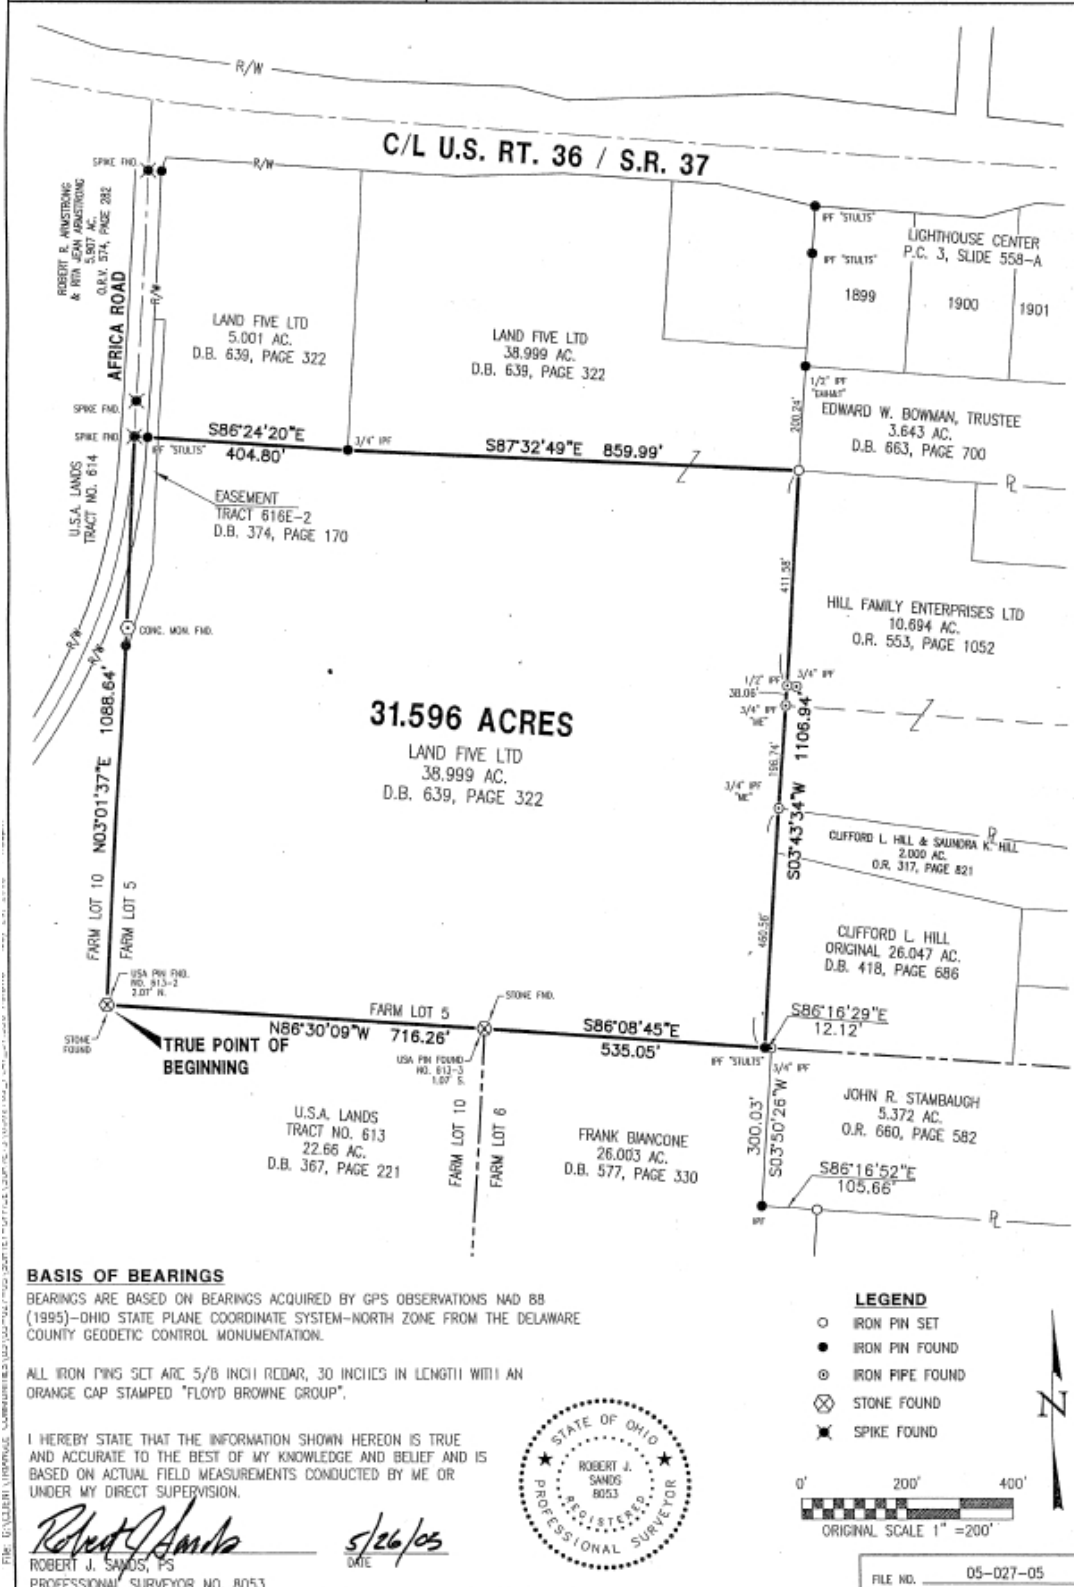 R/W
C/L U.S. RT. 36 / S.R. 37
R/W
SPIKE FND.
ROBERT R. ARMSTRONG
& RITA JEAN ARMSTRONG
5.907 AC.
O.R.V. 574, PAGE 282
AFRICA ROAD
R/W
IPF "STULTS"
IPF "STULTS"
LIGHTHOUSE CENTER
P.C. 3, SLIDE 558-A
1899
1900
1901
LAND FIVE LTD
5.001 AC.
D.B. 639, PAGE 322
LAND FIVE LTD
38.999 AC.
D.B. 639, PAGE 322
1/2" IPF
200.24'
EDWARD W. BOWMAN, TRUSTEE
3.643 AC.
D.B. 663, PAGE 700
SPIKE FND.
SPIKE FND.
IPF "STULTS"
S86°24'20"E
404.80'
3/4" IPF
S87°32'49"E 859.99'
PL
U.S.A. LANDS
TRACT NO. 614
EASEMENT
TRACT 616E-2
D.B. 374, PAGE 170
411.58'
HILL FAMILY ENTERPRISES LTD
10.694 AC.
O.R. 553, PAGE 1052
CONC. MON. FND.
R/W
R/W
1/2" IPF
3/4" IPF
38.06'
3/4" IPF
"ME"
31.596 ACRES
LAND FIVE LTD
38.999 AC.
D.B. 639, PAGE 322
N03°01'37"E 1088.64'
S03°43'34"W 1106.94'
196.74'
3/4" IPF
"ME"
PL
CLIFFORD L. HILL & SAUNDRA K. HILL
2.000 AC.
O.R. 317, PAGE 821
FARM LOT 10
FARM LOT 5
460.56'
CLIFFORD L. HILL
ORIGINAL 26.047 AC.
D.B. 418, PAGE 686
USA PIN FND.
NO. 613-2
2.07' N.
STONE
FOUND
TRUE POINT OF
BEGINNING
FARM LOT 5
N86°30'09"W 716.26'
STONE FND.
USA PIN FOUND
NO. 612-3
1.07' S.
S86°08'45"E
535.05'
S86°16'29"E
12.12'
IPF "STULTS"
3/4" IPF
U.S.A. LANDS
TRACT NO. 613
22.66 AC.
D.B. 367, PAGE 221
FARM LOT 10
FARM LOT 6
FRANK BIANCONE
26.003 AC.
D.B. 577, PAGE 330
300.03'
S03°50'26"W
JOHN R. STAMBAUGH
5.372 AC.
O.R. 660, PAGE 582
S86°16'52"E
105.66'
IPF
PL
BASIS OF BEARINGS
BEARINGS ARE BASED ON BEARINGS ACQUIRED BY GPS OBSERVATIONS NAD 88
(1995)-OHIO STATE PLANE COORDINATE SYSTEM-NORTH ZONE FROM THE DELAWARE
COUNTY GEODETIC CONTROL MONUMENTATION.
ALL IRON PINS SET ARE 5/8 INCH REBAR, 30 INCHES IN LENGTH WITH AN
ORANGE CAP STAMPED "FLOYD BROWNE GROUP".
I HEREBY STATE THAT THE INFORMATION SHOWN HEREON IS TRUE
AND ACCURATE TO THE BEST OF MY KNOWLEDGE AND BELIEF AND IS
BASED ON ACTUAL FIELD MEASUREMENTS CONDUCTED BY ME OR
UNDER MY DIRECT SUPERVISION.
Robert J Sands
5/26/05
ROBERT J. SANDS, PS
DATE
PROFESSIONAL SURVEYOR NO. 8053
STATE OF OHIO
ROBERT J.
SANDS
8053
REGISTERED
PROFESSIONAL SURVEYOR
LEGEND
IRON PIN SET
IRON PIN FOUND
IRON PIPE FOUND
STONE FOUND
SPIKE FOUND
N
0' 200' 400'
ORIGINAL SCALE 1" =200'
FILE NO. 05-027-05